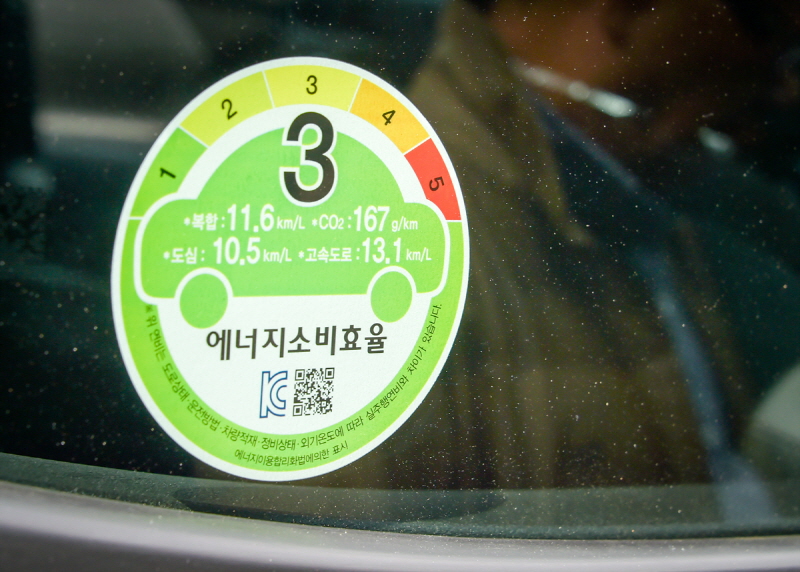 1 2 3 4 5
3
•복합 : 11.6 km/L •CO2 : 167 g/km
•도심 : 10.5 km/L •고속도로 : 13.1 km/L
에너지소비효율
KC
※ 위 연비는 도로상태·운전방법·차량적재·정비상태·외기온도에 따라 실주행연비와 차이가 있습니다.
에너지이용합리화법에의한 표시